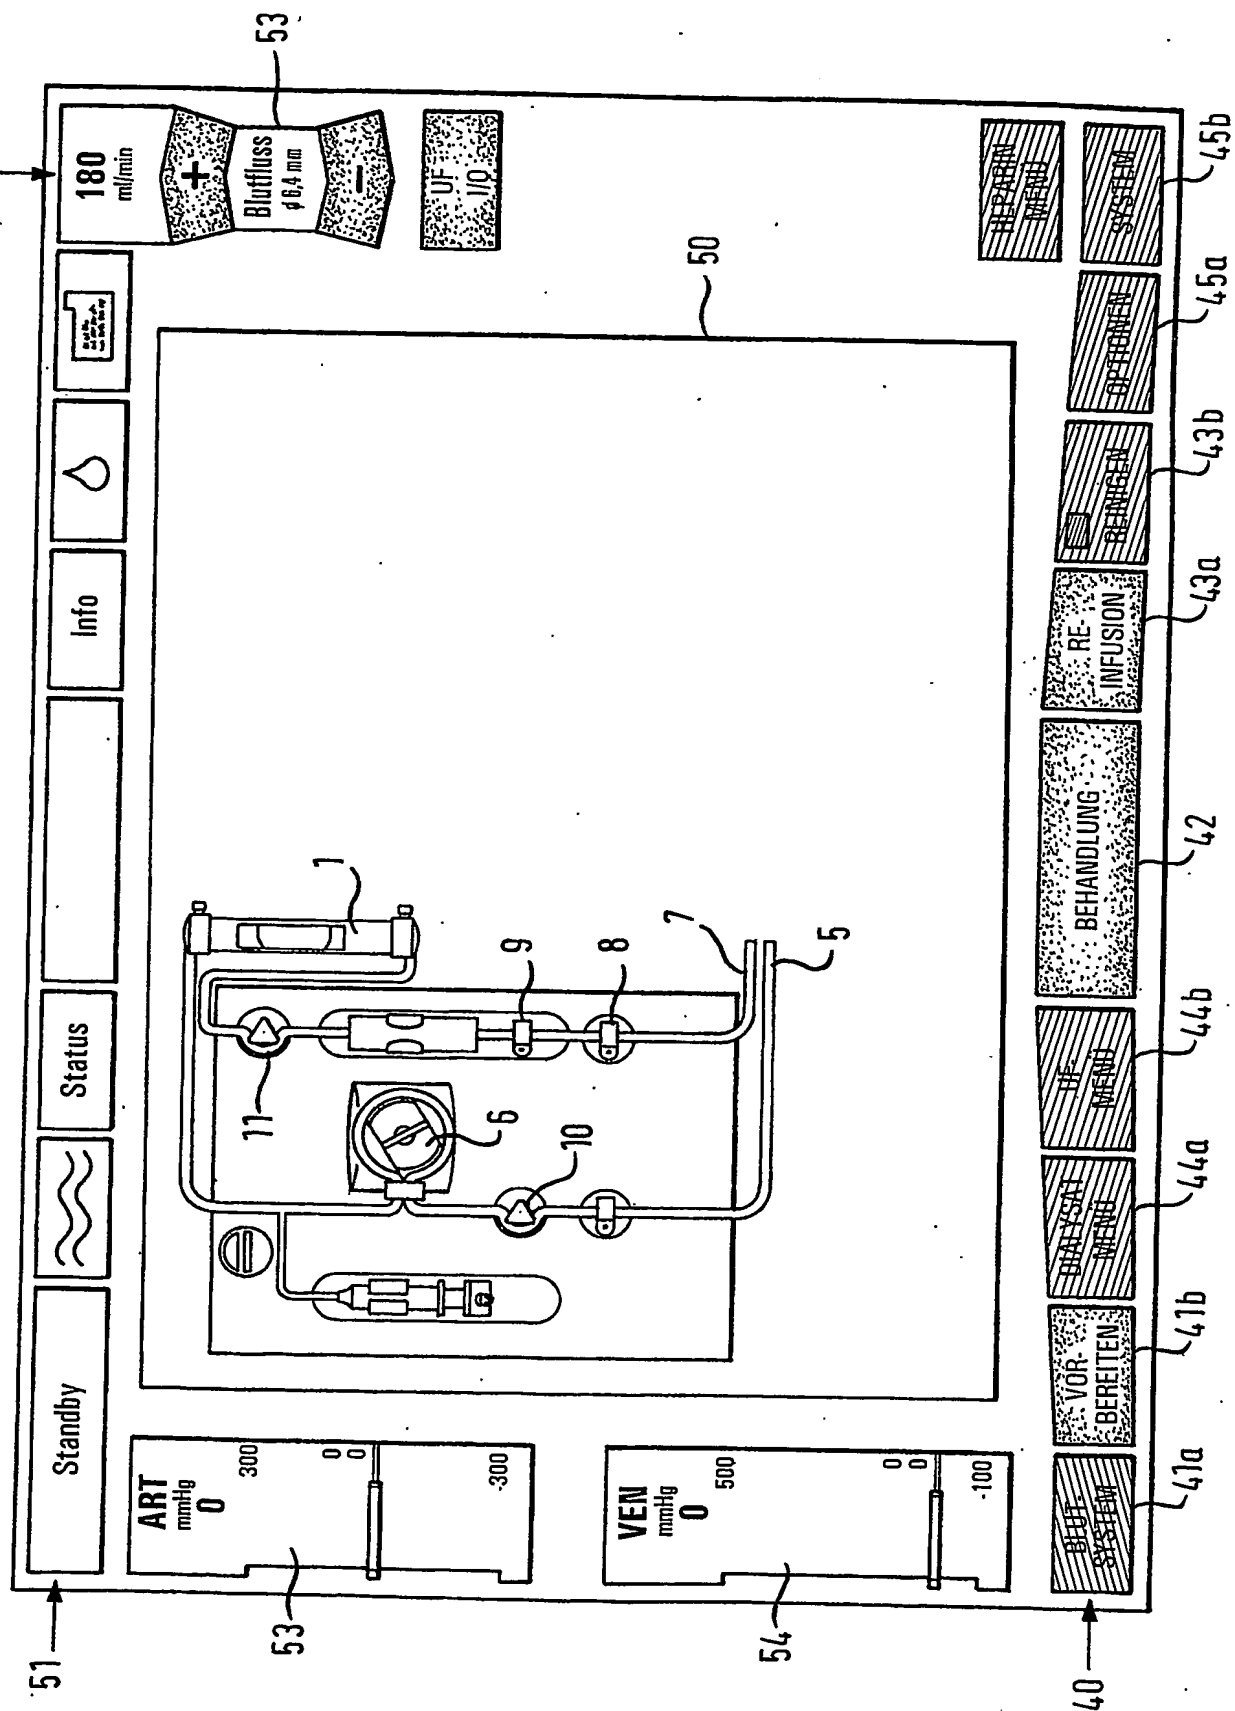 51
Standby
Status
Info
180
ml/min
+
Blutfluss
ø 6,4 mm
-
53
UF
I/O
ART
mmHg
0
300
0
0
-300
53
VEN
mmHg
0
500
0
0
-100
54
11
1
6
9
10
8
7
5
50
HEPARIN
MENÜ
40
BLUT-
SYSTEM
VOR-
BEREITEN
DIALYSAT
MENÜ
UF-
MENÜ
BEHANDLUNG
RE-
INFUSION
REINIGEN
OPTIONEN
SYSTEM
41a
41b
44a
44b
42
43a
43b
45a
45b